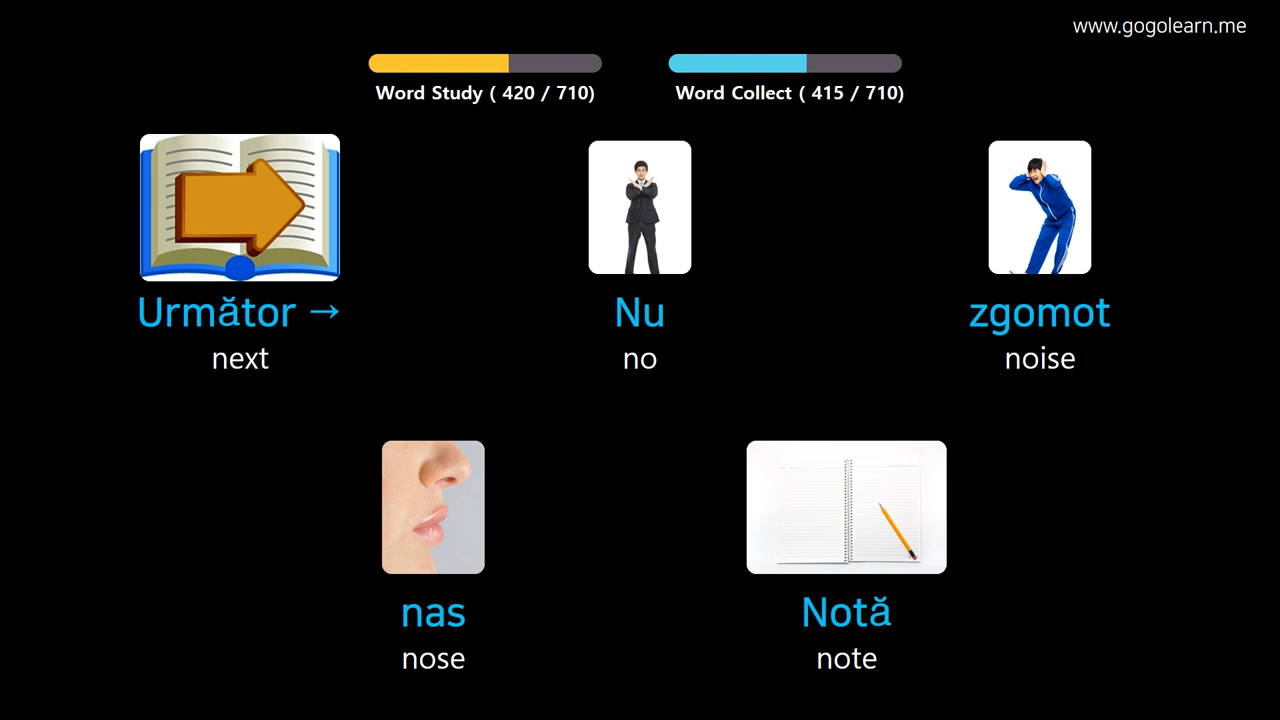 www.gogolearn.me
Word Study ( 420 / 710)
Word Collect ( 415 / 710)
Următor →
next
Nu
no
zgomot
noise
nas
nose
Notă
note